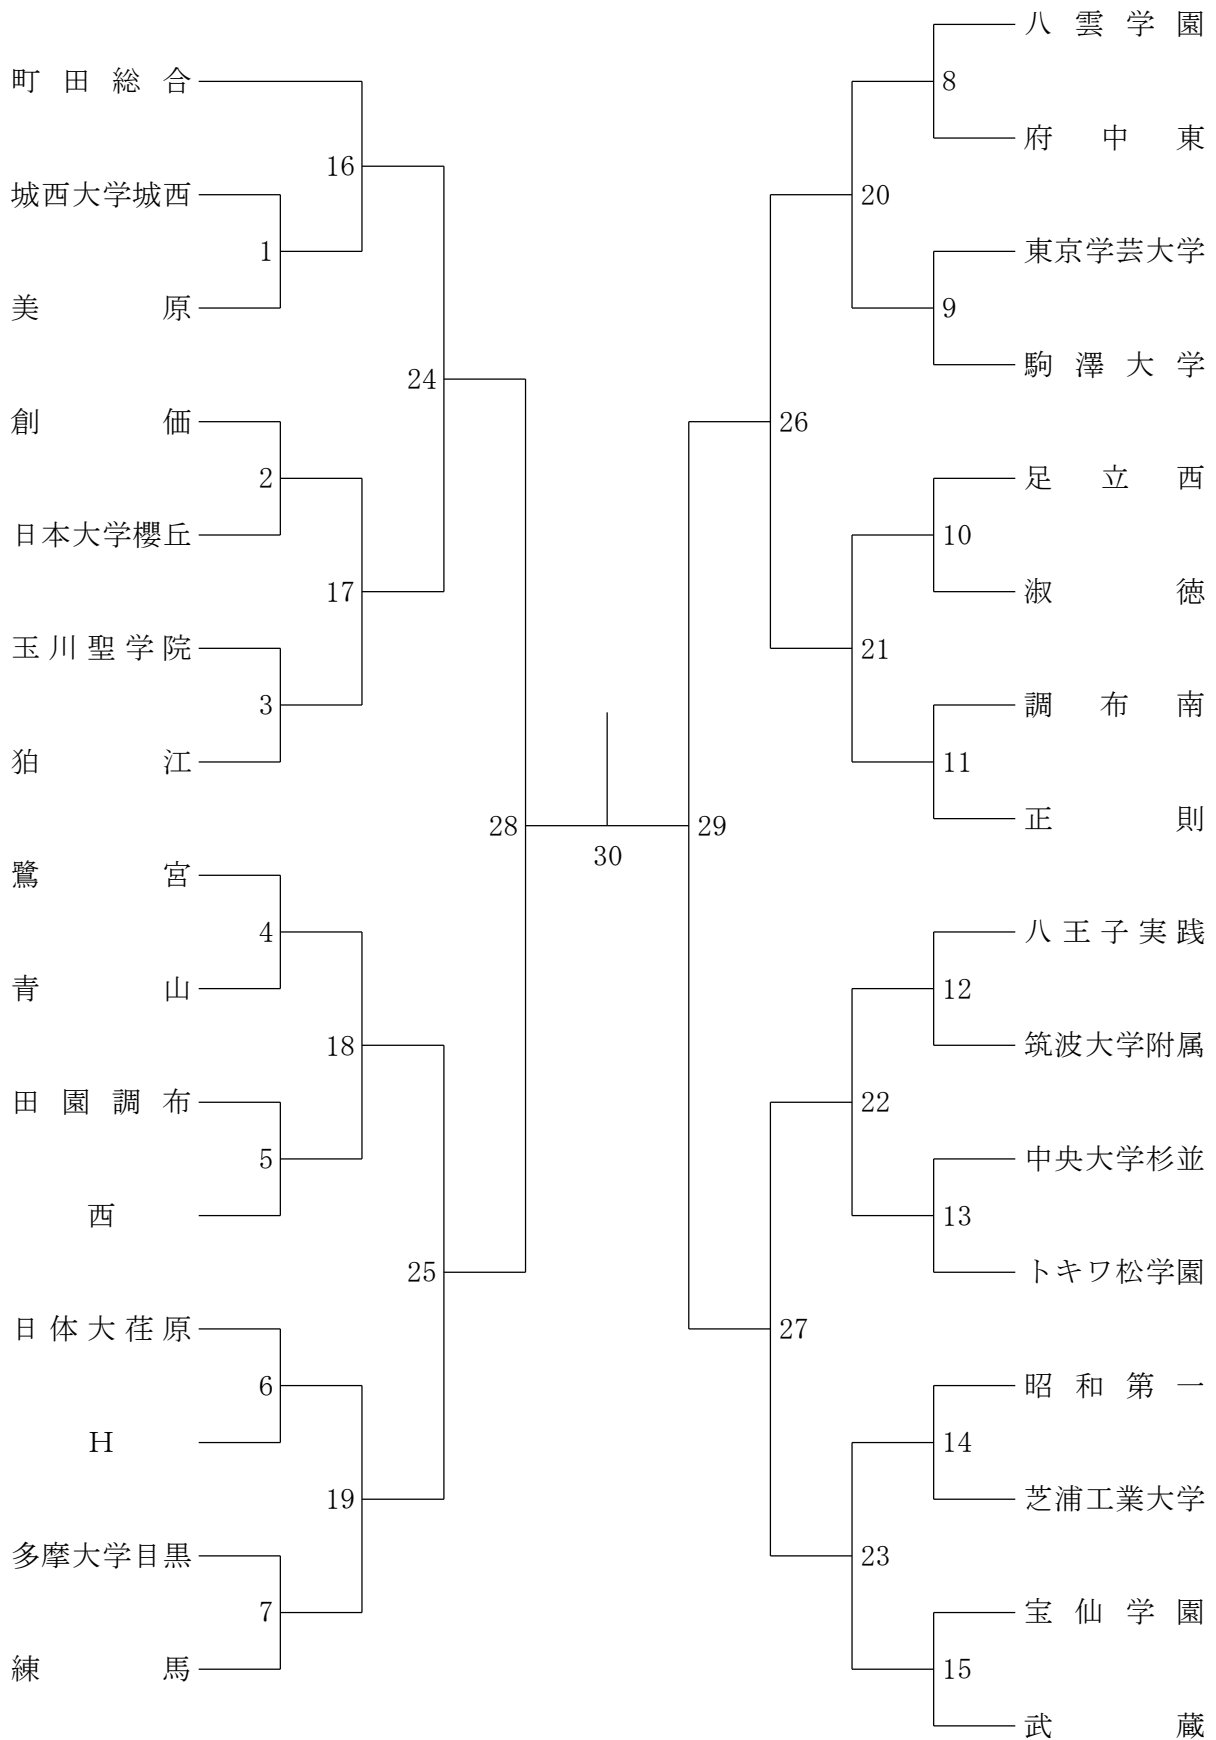 町田総合
16
城西大学城西
1
美原
24
創価
2
日本大学櫻丘
17
玉川聖学院
3
狛江
28
鷺宮
4
青山
18
田園調布
5
西
25
日体大荏原
6
H
19
多摩大学目黒
7
練馬
30
八雲学園
8
府中東
20
東京学芸大学
9
駒澤大学
26
足立西
10
淑徳
21
調布南
11
正則
29
八王子実践
12
筑波大学附属
22
中央大学杉並
13
トキワ松学園
27
昭和第一
14
芝浦工業大学
23
宝仙学園
15
武蔵